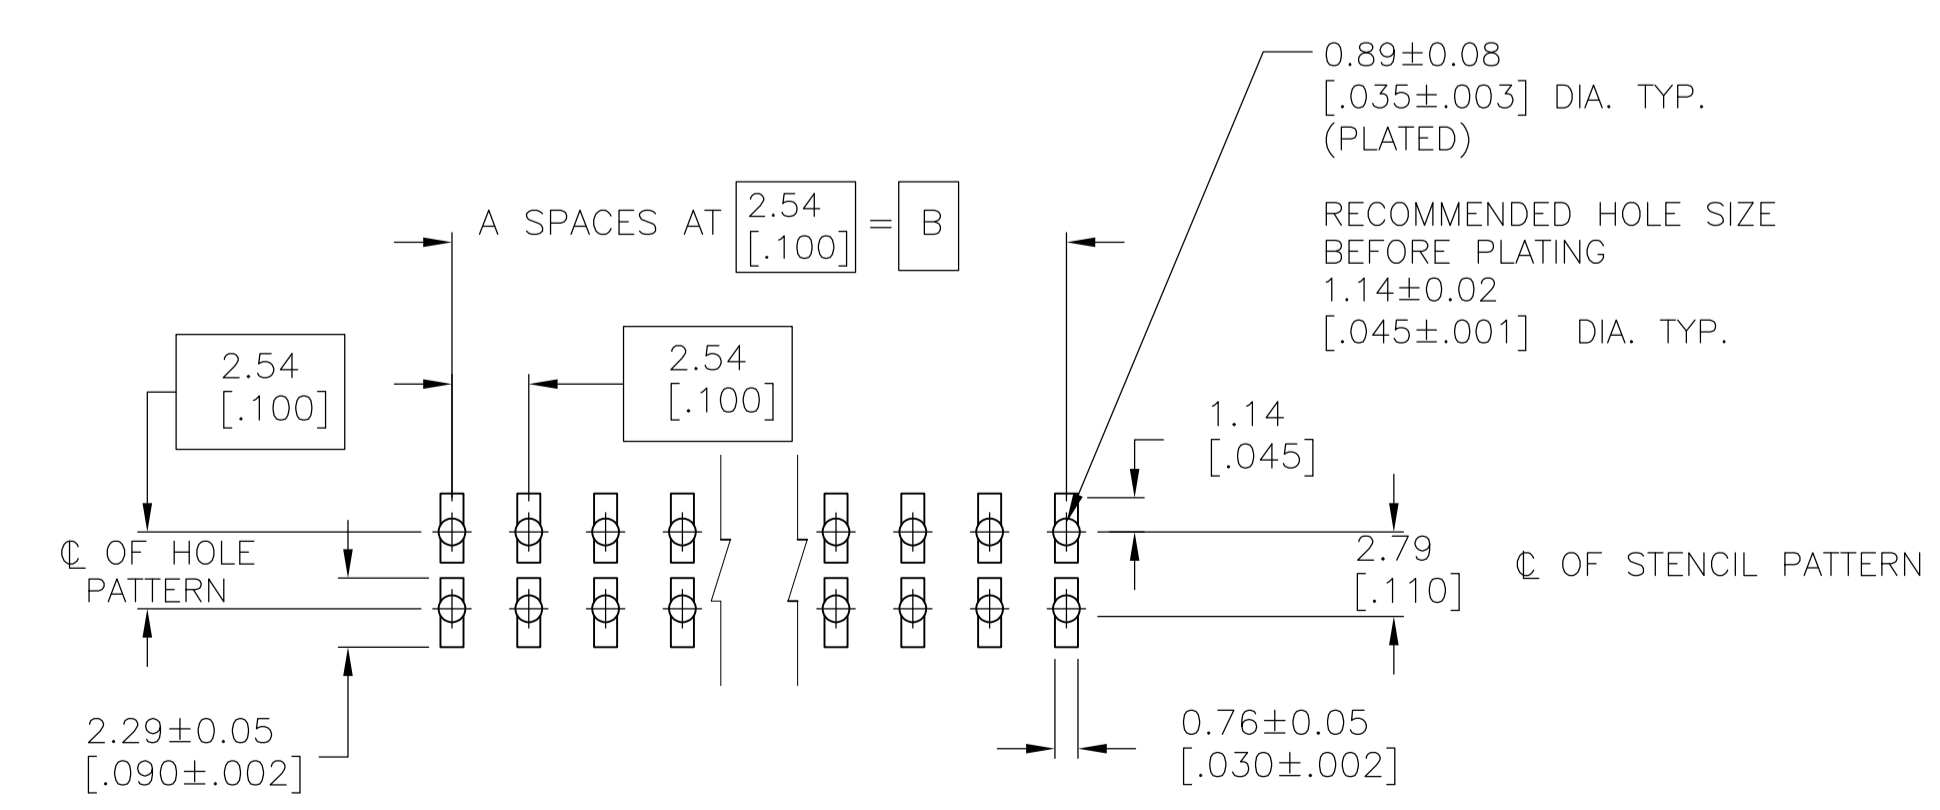 0.89±0.08
[.035±.003] DIA. TYP.
(PLATED)
RECOMMENDED HOLE SIZE
BEFORE PLATING
1.14±0.02
[.045±.001] DIA. TYP.
A SPACES AT 2.54 [.100] = B
2.54
[.100]
2.54
[.100]
1.14
[.045]
℄ OF HOLE
PATTERN
2.79
[.110]
℄ OF STENCIL PATTERN
2.29±0.05
[.090±.002]
0.76±0.05
[.030±.002]